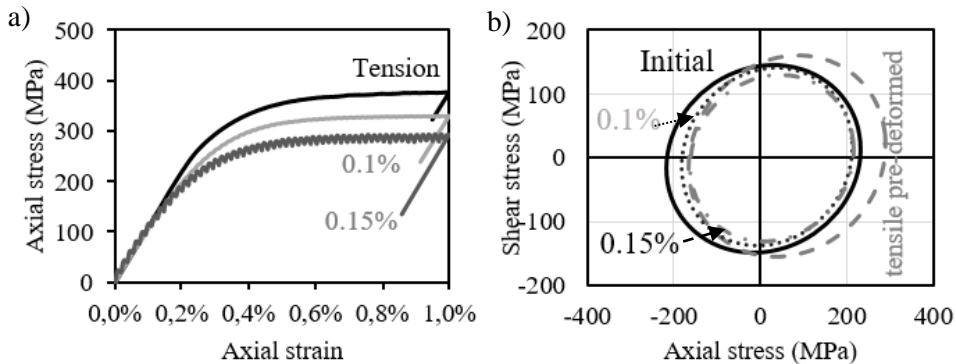 a)
Axial stress (MPa)
500
400
300
200
100
0
Tension
0.1%
0.15%
0,0%
0,2%
0,4%
0,6%
0,8%
1,0%
Axial strain
b)
Shear stress (MPa)
200
100
0
-100
-200
Initial
0.1%
0.15%
tensile pre-deformed
-400
-200
0
200
400
Axial stress (MPa)